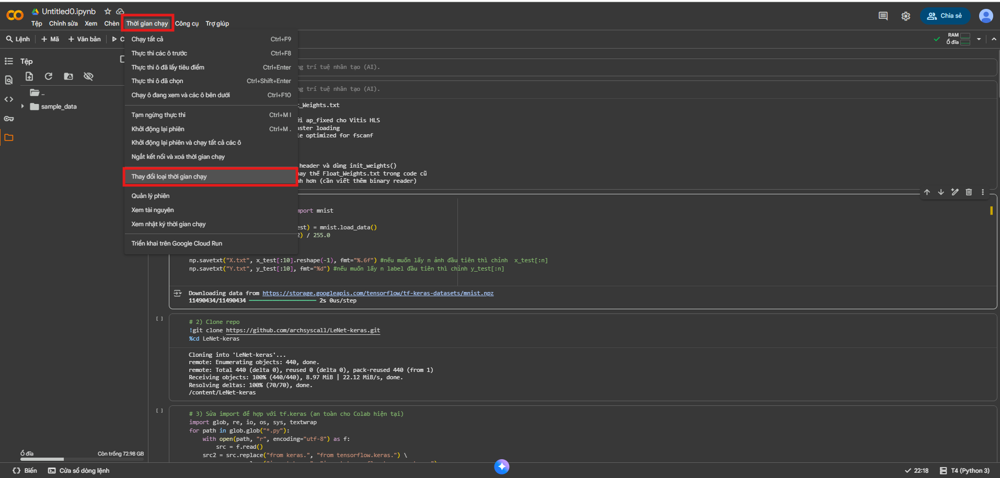 CO
Untitled0.ipynb
Tệp Chỉnh sửa Xem Chèn Thời gian chạy Công cụ Trợ giúp
Chia sẻ
Lệnh + Mã + Văn bản C
RAM
Ổ đĩa
Tệp
..
sample_data
Chạy tất cả Ctrl+F9
Thực thi các ô trước Ctrl+F8
Thực thi ô đã lấy tiêu điểm Ctrl+Enter
Thực thi ô đã chọn Ctrl+Shift+Enter
Chạy ô đang xem và các ô bên dưới Ctrl+F10
Tạm ngừng thực thi Ctrl+M I
Khởi động lại phiên Ctrl+M .
Khởi động lại phiên và chạy tất cả các ô
Ngắt kết nối và xoá thời gian chạy
Thay đổi loại thời gian chạy
Quản lý phiên
Xem tài nguyên
Xem nhật ký thời gian chạy
Triển khai trên Google Cloud Run
ng trí tuệ nhân tạo (AI).
ng trí tuệ nhân tạo (AI).
t_Weights.txt
ới ap_fixed cho Vitis HLS
aster loading
le optimized for fscanf
header và dùng init_weights()
hay thế Float_Weights.txt trong code cũ
nh hơn (cần viết thêm binary reader)
mport mnist
est) = mnist.load_data()
2) / 255.0
np.savetxt("X.txt", x_test[:10].reshape(-1), fmt="%.6f") #nếu muốn lấy n ảnh đầu tiên thì chỉnh x_test[:n]
np.savetxt("Y.txt", y_test[:10], fmt="%d") #nếu muốn lấy n label đầu tiên thì chỉnh y_test[:n]
Downloading data from https://storage.googleapis.com/tensorflow/tf-keras-datasets/mnist.npz
11490434/11490434 2s 0us/step
[ ] # 2) Clone repo
!git clone https://github.com/archsyscall/LeNet-keras.git
%cd LeNet-keras
Cloning into 'LeNet-keras'...
remote: Enumerating objects: 440, done.
remote: Total 440 (delta 0), reused 0 (delta 0), pack-reused 440 (from 1)
Receiving objects: 100% (440/440), 8.97 MiB | 22.12 MiB/s, done.
Resolving deltas: 100% (70/70), done.
/content/LeNet-keras
[ ] # 3) Sửa import để hợp với tf.keras (an toàn cho Colab hiện tại)
import glob, re, io, os, sys, textwrap
for path in glob.glob("*.py"):
with open(path, "r", encoding="utf-8") as f:
src = f.read()
src2 = src.replace("from keras.", "from tensorflow.keras.") \
Ổ đĩa Còn trống 72.98 GB
Biến Cửa sổ dòng lệnh
22:18 T4 (Python 3)